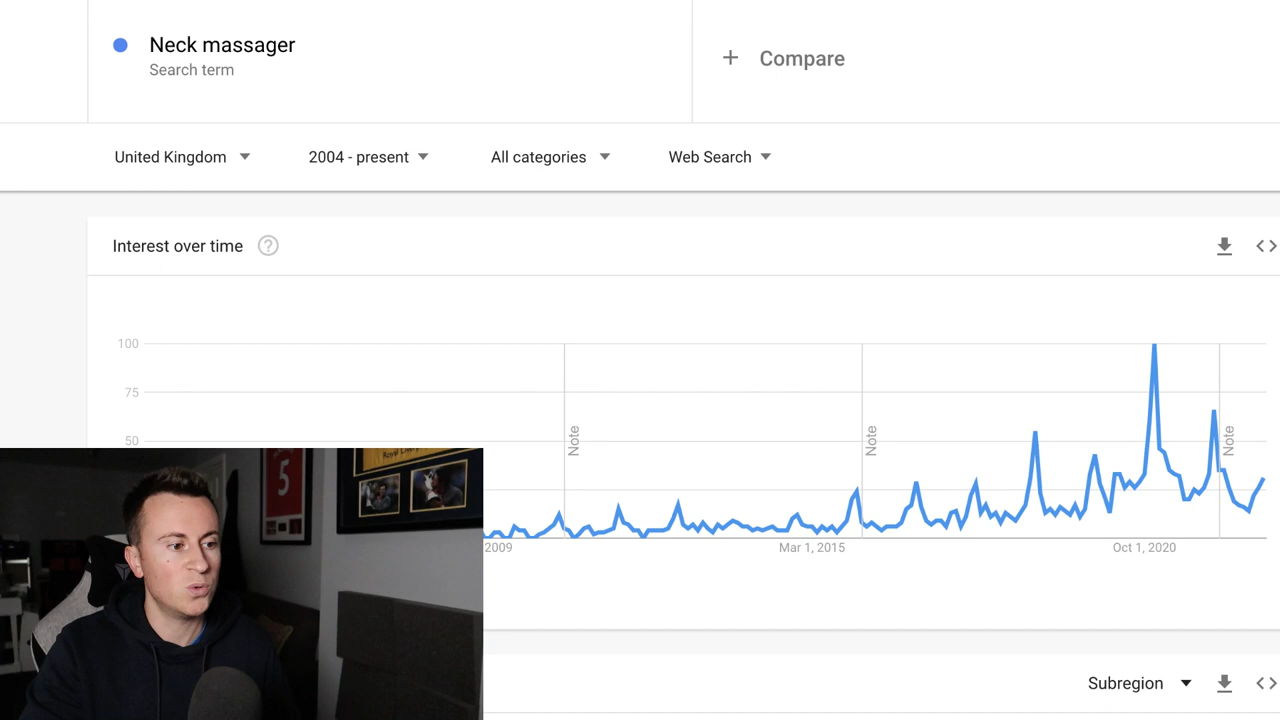 Neck massager
Search term
+ Compare
United Kingdom
2004 - present
All categories
Web Search
Interest over time
?
100
75
50
Note
Note
Note
2009
Mar 1, 2015
Oct 1, 2020
5
Subregion